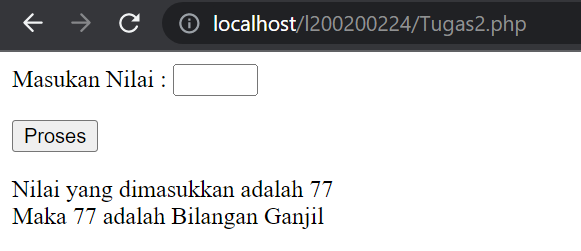 localhost/l200200224/Tugas2.php
Masukan Nilai :
Proses
Nilai yang dimasukkan adalah 77
Maka 77 adalah Bilangan Ganjil